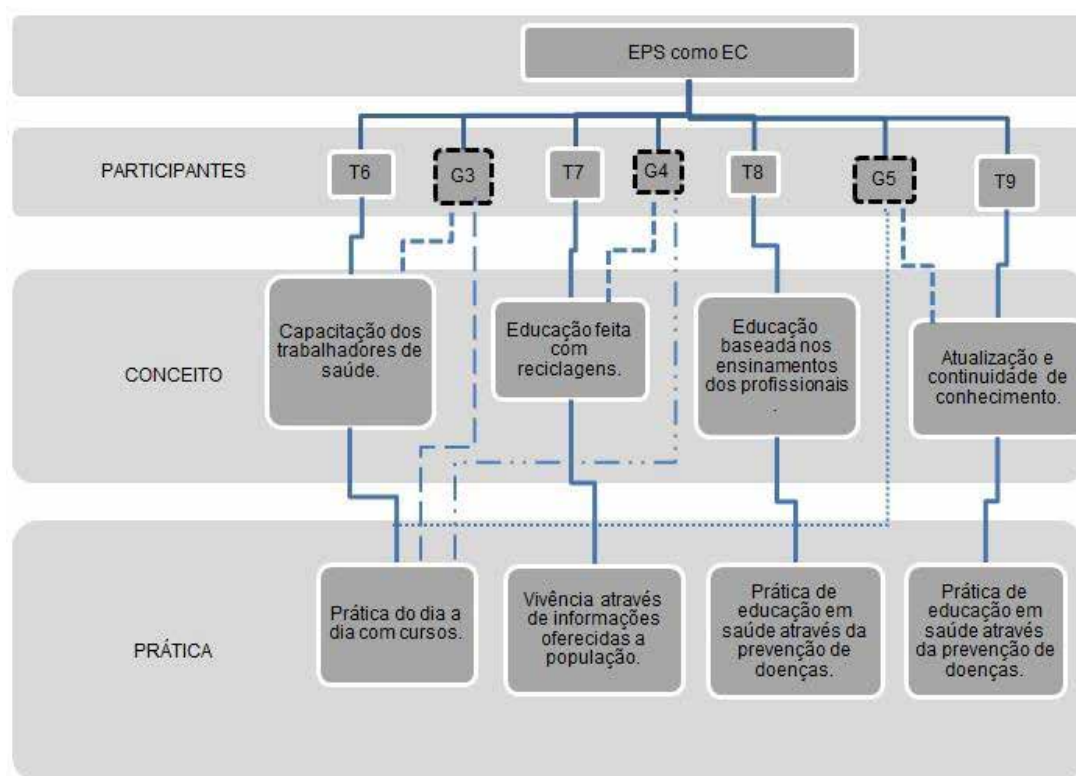 EPS como EC
PARTICIPANTES
T6
G3
T7
G4
T8
G5
T9
CONCEITO
Capacitação dos
trabalhadores de
saúde.
Educação feita
com
reciclagens.
Educação
baseada nos
ensinamentos
dos profissionais
.
Atualização e
continuidade de
conhecimento.
PRÁTICA
Prática do dia a
dia com cursos.
Vivência através
de informações
oferecidas a
população.
Prática de
educação em
saúde através da
prevenção de
doenças.
Prática de
educação em
saúde através
da prevenção de
doenças.